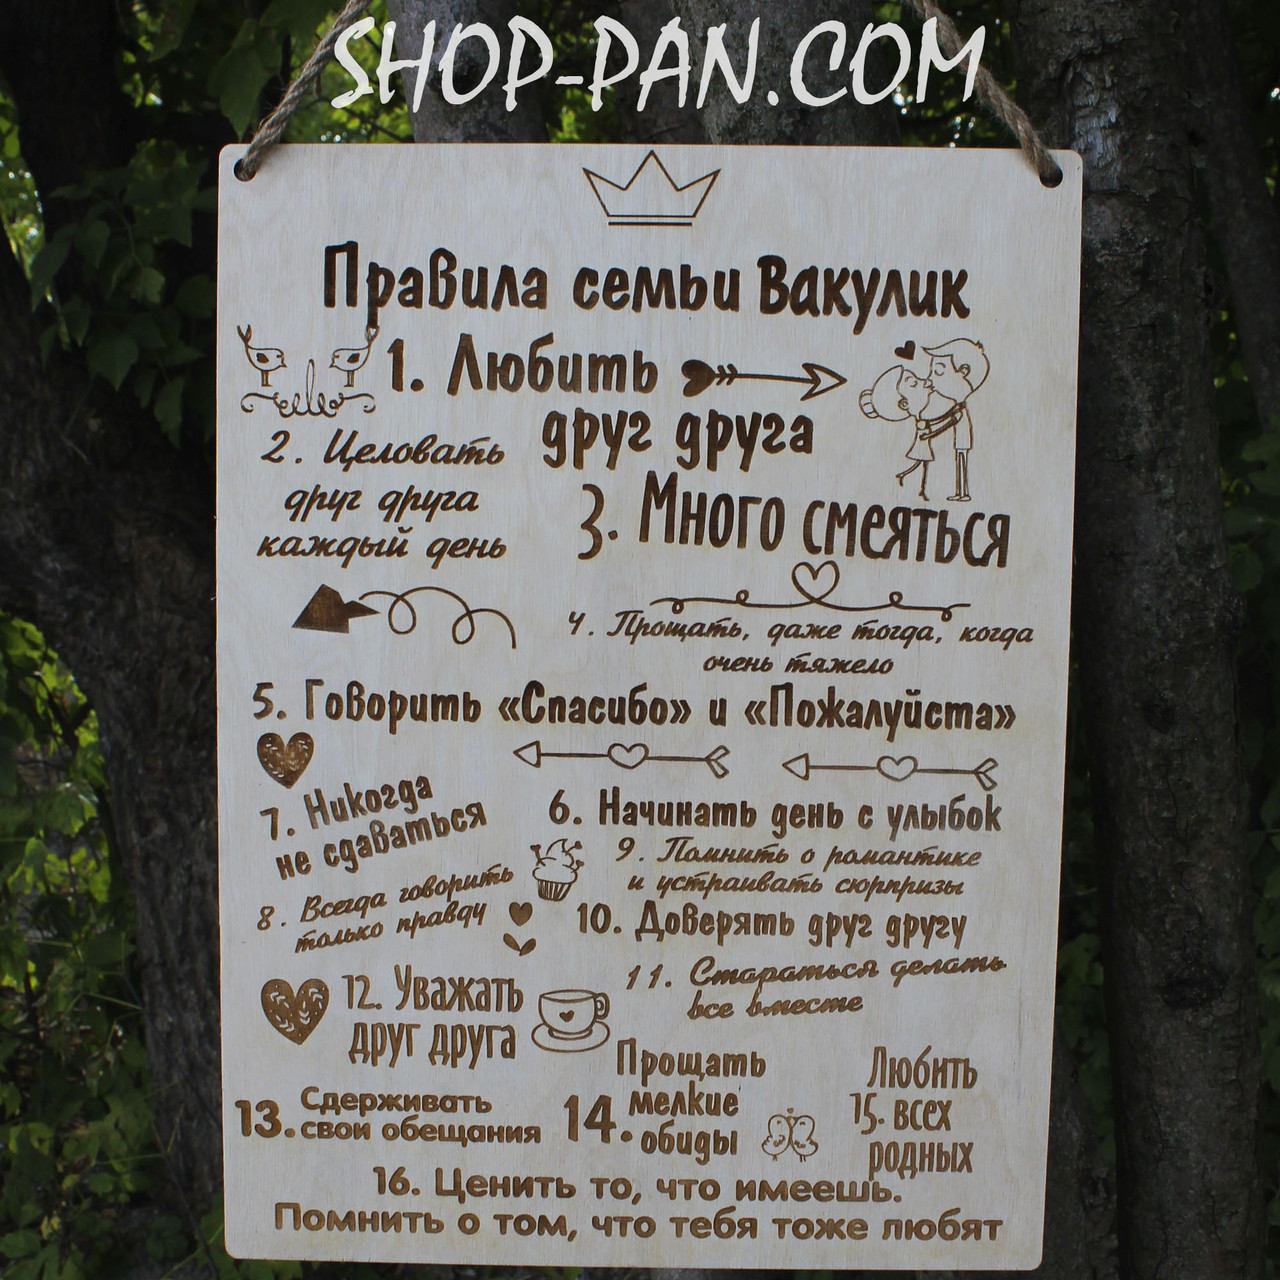 SHOP-PAN.COM
Правила семьи Вакулик
1. Любить
друг друга
2. Целовать
друг друга
каждый день
3. Много смеяться
4. Прощать, даже тогда, когда
очень тяжело
5. Говорить «Спасибо» и «Пожалуйста»
6. Начинать день с улыбок
7. Никогда
не сдаваться
8. Всегда говорить
только правду
9. Помнить о романтике
и устраивать сюрпризы
10. Доверять друг другу
11. Стараться делать
все вместе
12. Уважать
друг друга
13. Сдерживать
свои обещания
Прощать
14. мелкие
обиды
Любить
15. всех
родных
16. Ценить то, что имеешь.
Помнить о том, что тебя тоже любят